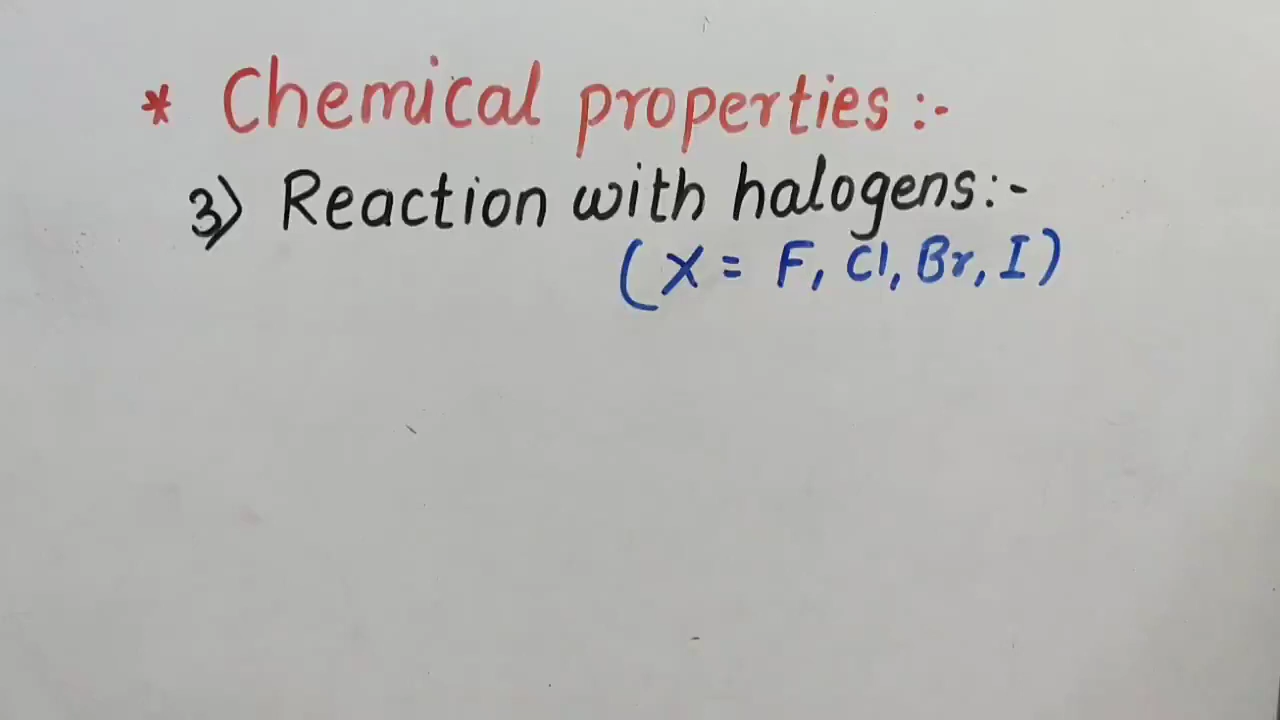 * Chemical properties :-
3) Reaction with halogens:-
(X = F, Cl, Br, I)